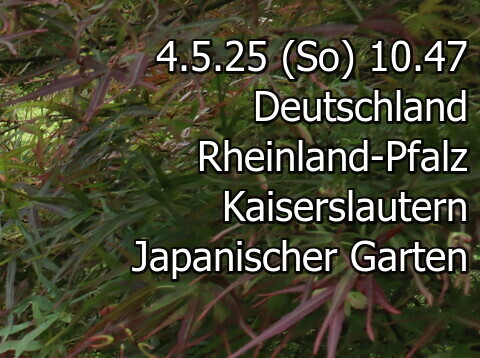 4.5.25 (So) 10.47
Deutschland
Rheinland-Pfalz
Kaiserslautern
Japanischer Garten